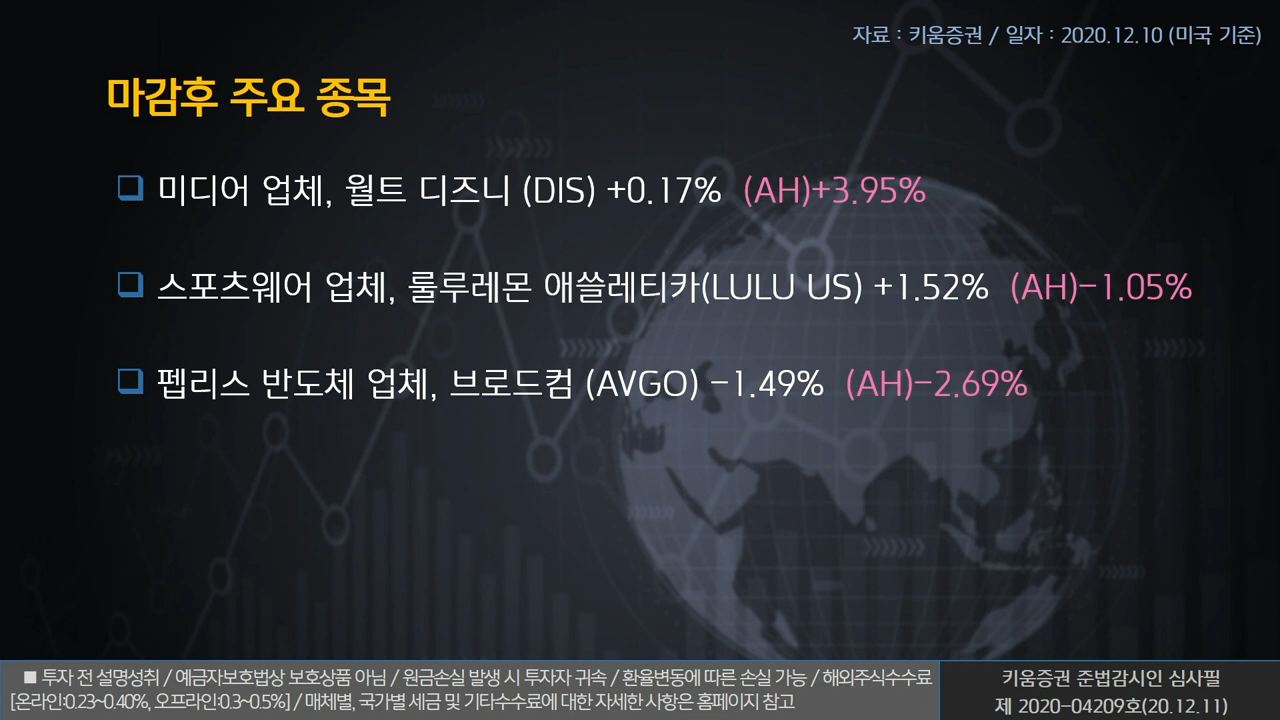 자료 : 키움증권 / 일자 : 2020.12.10 (미국 기준)
마감후 주요 종목
❑ 미디어 업체, 월트 디즈니 (DIS) +0.17% (AH)+3.95%
❑ 스포츠웨어 업체, 룰루레몬 애쓸레티카(LULU US) +1.52% (AH)-1.05%
❑ 펩리스 반도체 업체, 브로드컴 (AVGO) -1.49% (AH)-2.69%
■ 투자 전 설명성취 / 예금자보호법상 보호상품 아님 / 원금손실 발생 시 투자자 귀속 / 환율변동에 따른 손실 가능 / 해외주식수수료
[온라인:0.23~0.40%, 오프라인:0.3~0.5%] / 매체별, 국가별 세금 및 기타수수료에 대한 자세한 사항은 홈페이지 참고
키움증권 준법감시인 심사필
제 2020-04209호(20.12.11)